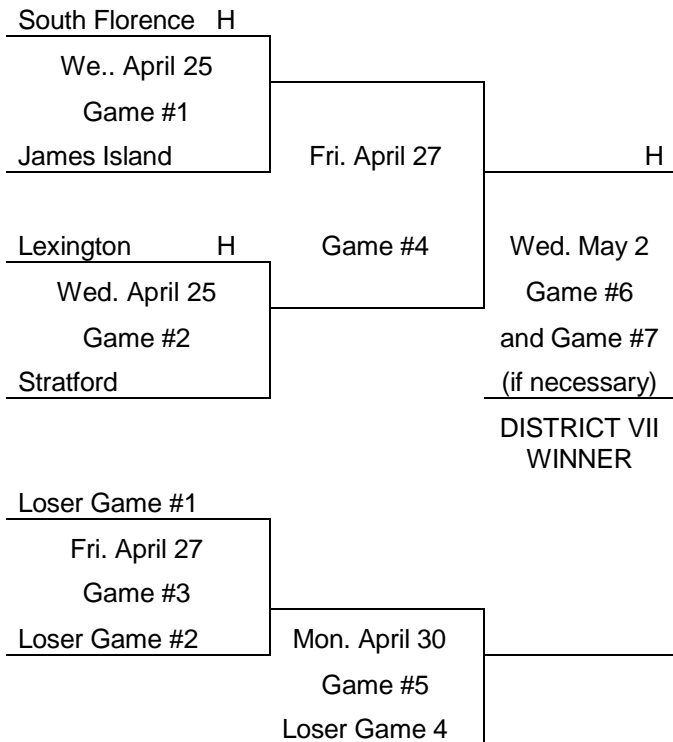 South Florence H
We.. April 25
Game #1
James Island
Fri. April 27
H
Lexington H
Game #4
Wed. May 2
Wed. April 25
Game #6
Game #2
and Game #7
Stratford
(if necessary)
DISTRICT VII
WINNER
Loser Game #1
Fri. April 27
Game #3
Loser Game #2
Mon. April 30
Game #5
Loser Game 4